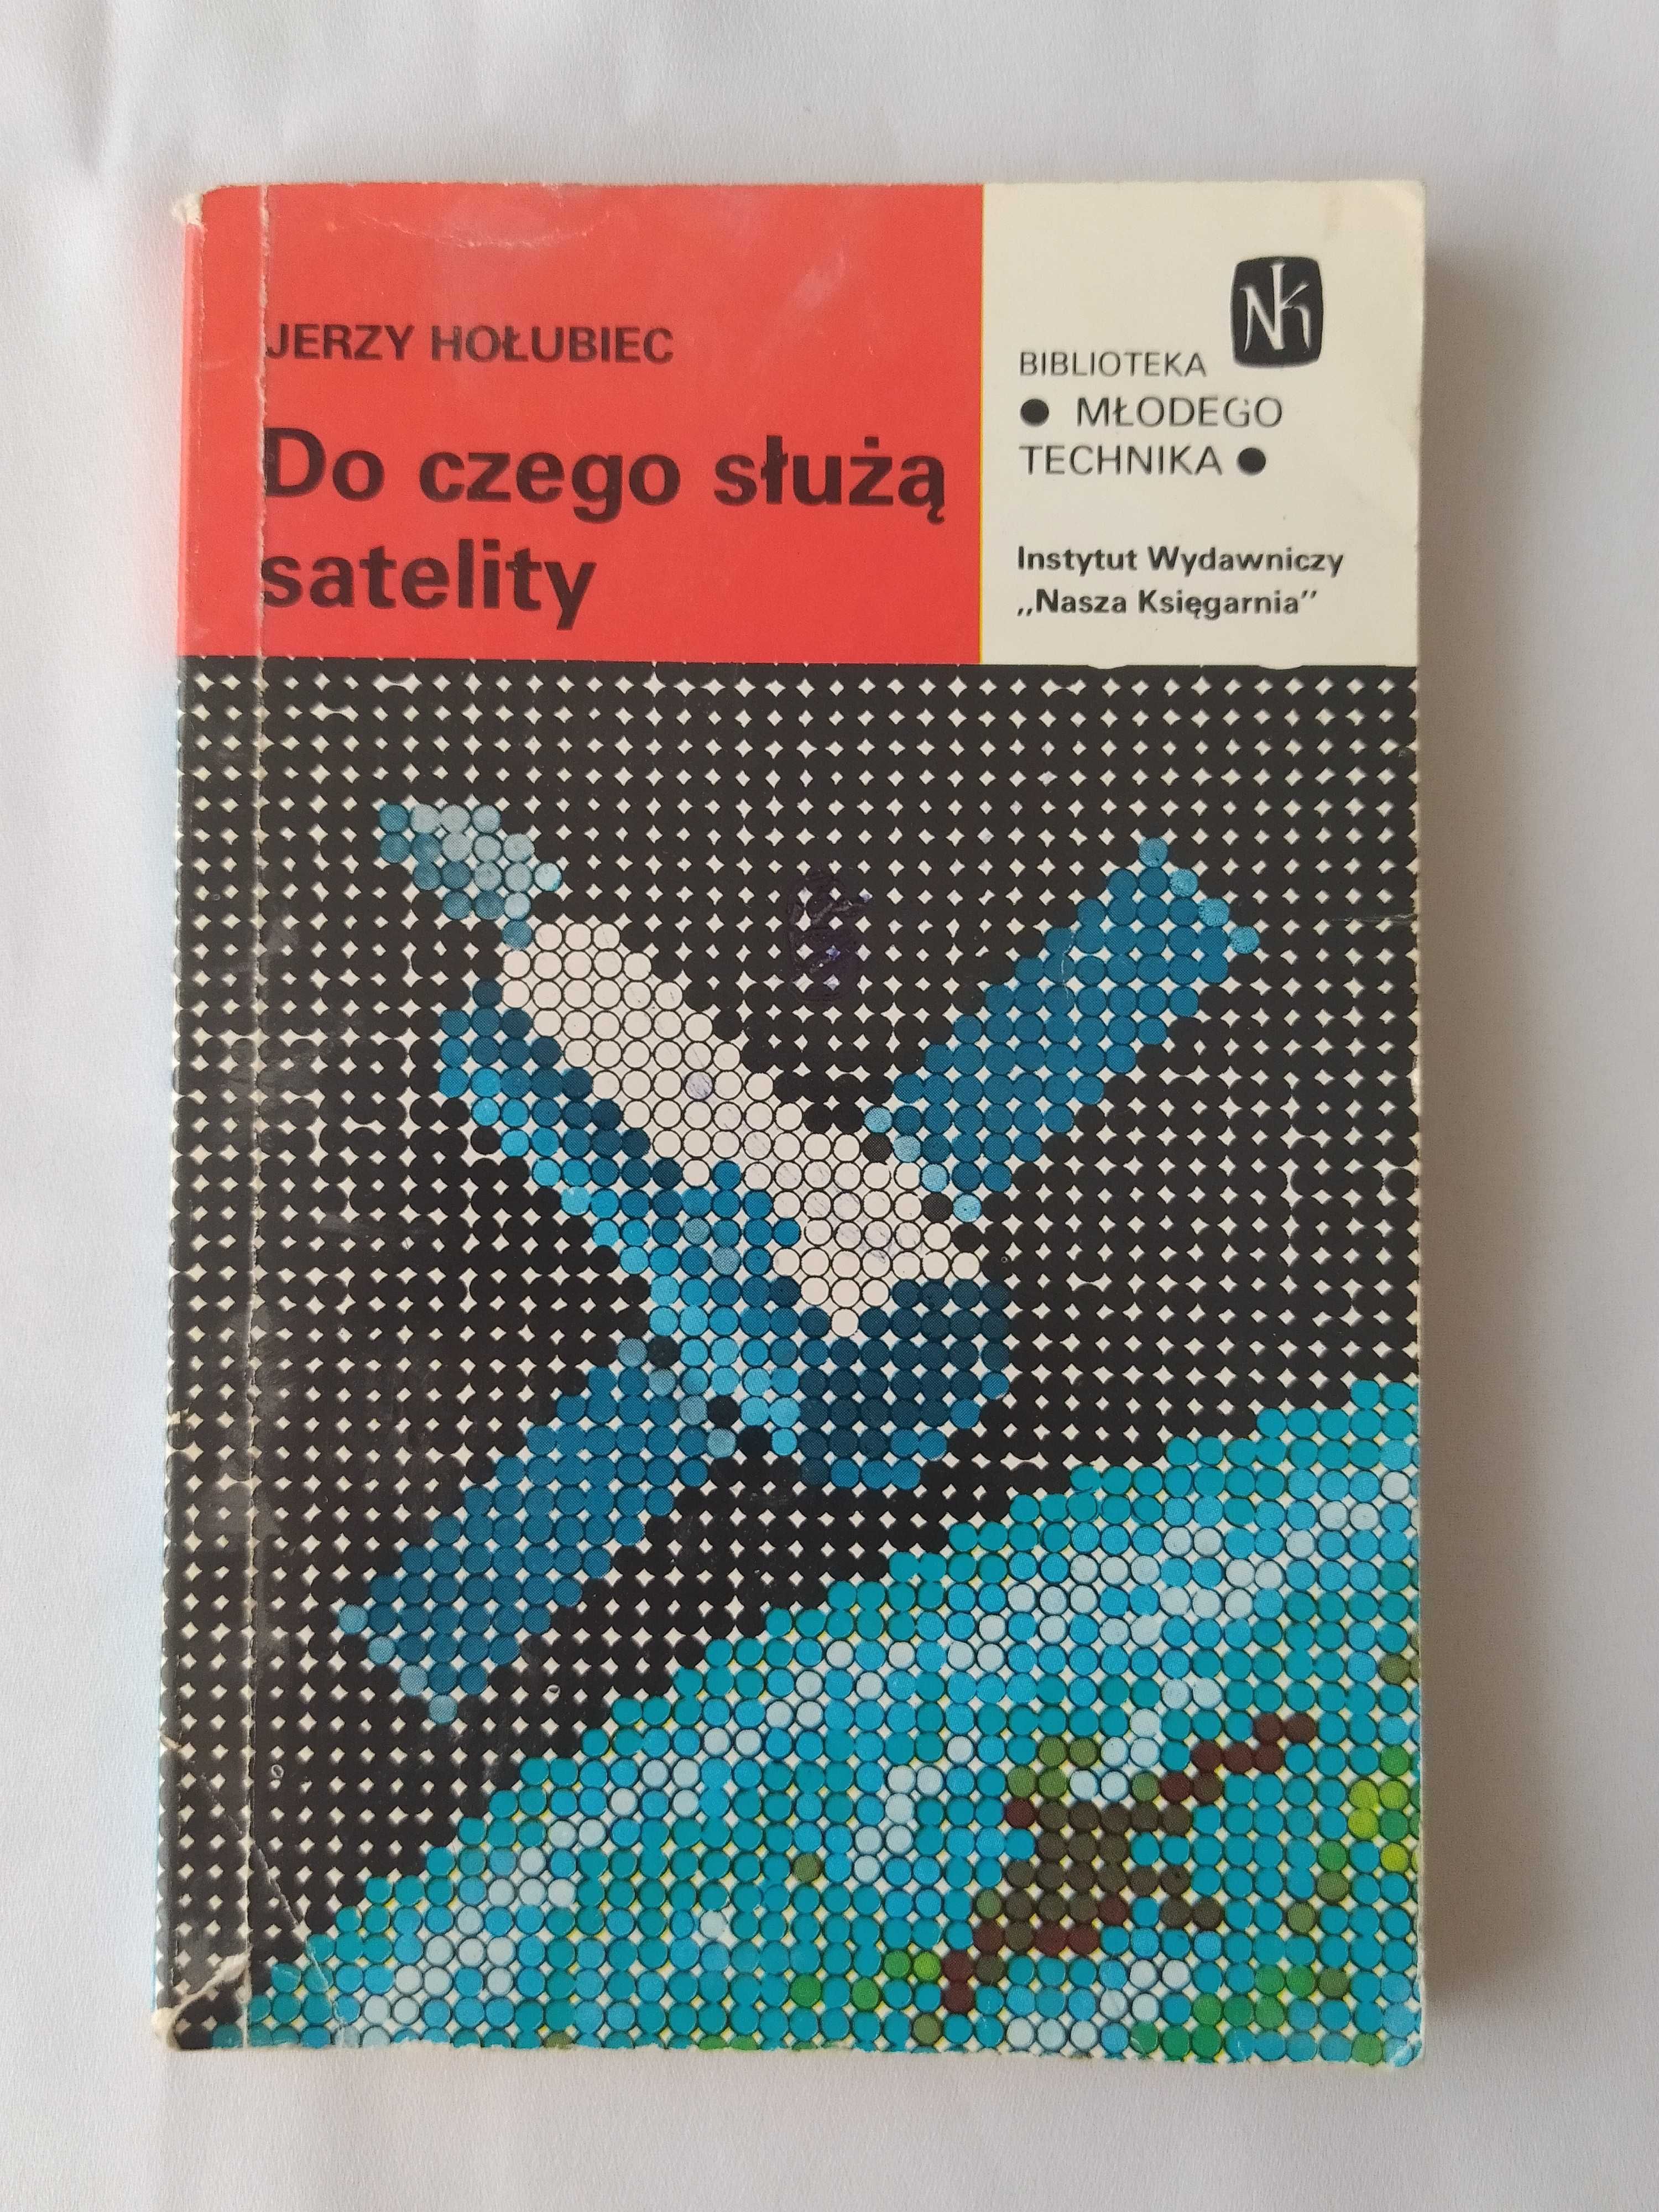 JERZY HOŁUBIEC
Do czego służą
satelity
NK
BIBLIOTEKA
● MŁODEGO
TECHNIKA ●
Instytut Wydawniczy
„Nasza Księgarnia”